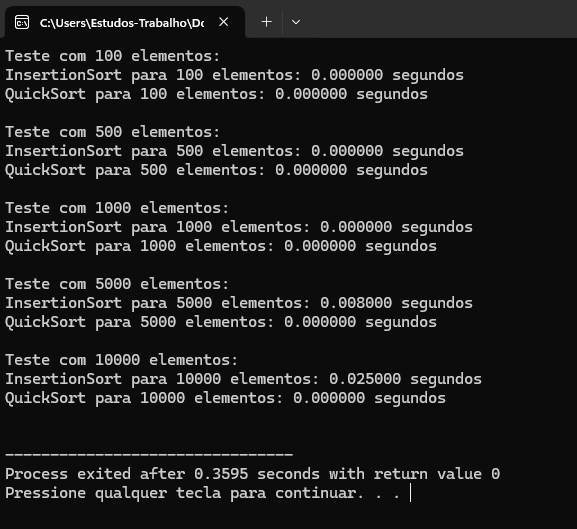 C:\Users\Estudos-Trabalho\Do
Teste com 100 elementos:
InsertionSort para 100 elementos: 0.000000 segundos
QuickSort para 100 elementos: 0.000000 segundos
Teste com 500 elementos:
InsertionSort para 500 elementos: 0.000000 segundos
QuickSort para 500 elementos: 0.000000 segundos
Teste com 1000 elementos:
InsertionSort para 1000 elementos: 0.000000 segundos
QuickSort para 1000 elementos: 0.000000 segundos
Teste com 5000 elementos:
InsertionSort para 5000 elementos: 0.008000 segundos
QuickSort para 5000 elementos: 0.000000 segundos
Teste com 10000 elementos:
InsertionSort para 10000 elementos: 0.025000 segundos
QuickSort para 10000 elementos: 0.000000 segundos
--------------------------------
Process exited after 0.3595 seconds with return value 0
Pressione qualquer tecla para continuar. . .